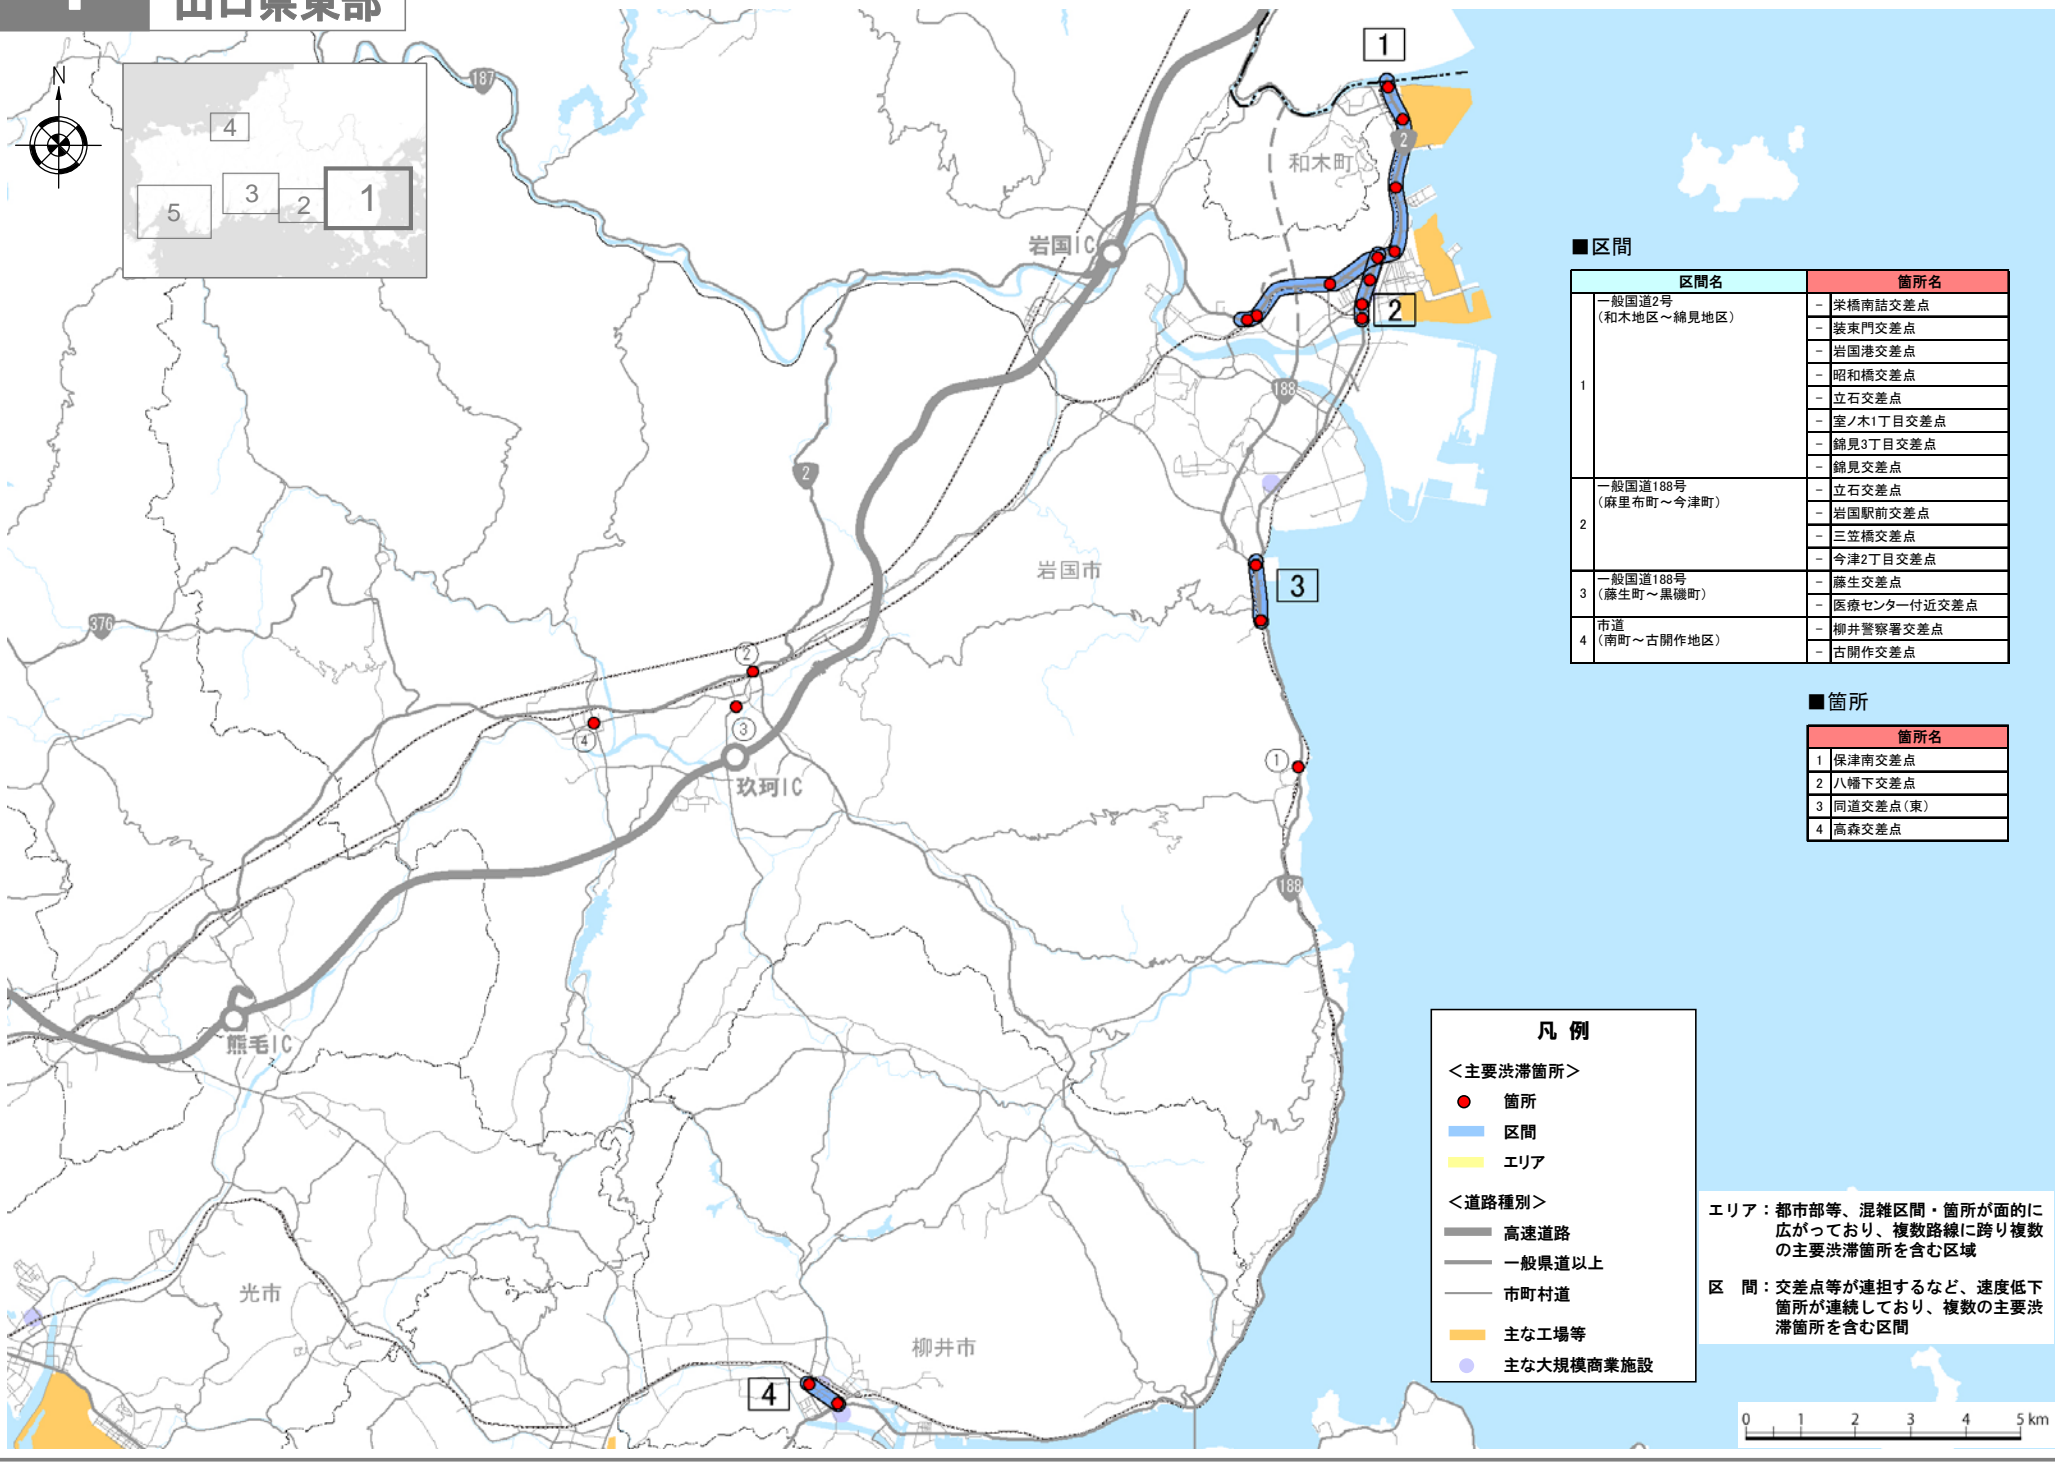 1
山口県東部
N
4
5
3
2
1
187
1
2
和木町
岩国IC
2
188
2
岩国市
3
376
2
3
4
玖珂IC
1
188
熊毛IC
光市
柳井市
4
■区間
区間名 箇所名
1 一般国道2号 - 栄橋南詰交差点
(和木地区～錦見地区) - 装束門交差点
- 岩国港交差点
- 昭和橋交差点
- 立石交差点
- 室ノ木1丁目交差点
- 錦見3丁目交差点
- 錦見交差点
2 一般国道188号 - 立石交差点
(麻里布町～今津町) - 岩国駅前交差点
- 三笠橋交差点
- 今津2丁目交差点
3 一般国道188号 - 藤生交差点
(藤生町～黒磯町) - 医療センター付近交差点
4 市道 - 柳井警察署交差点
(南町～古開作地区) - 古開作交差点
■箇所
箇所名
1 保津南交差点
2 八幡下交差点
3 同道交差点(東)
4 高森交差点
凡 例
＜主要渋滞箇所＞
箇所
区間
エリア
＜道路種別＞
高速道路
一般県道以上
市町村道
主な工場等
主な大規模商業施設
エリア：都市部等、混雑区間・箇所が面的に
広がっており、複数路線に跨り複数
の主要渋滞箇所を含む区域
区　間：交差点等が連担するなど、速度低下
箇所が連続しており、複数の主要渋
滞箇所を含む区間
0 1 2 3 4 5 km